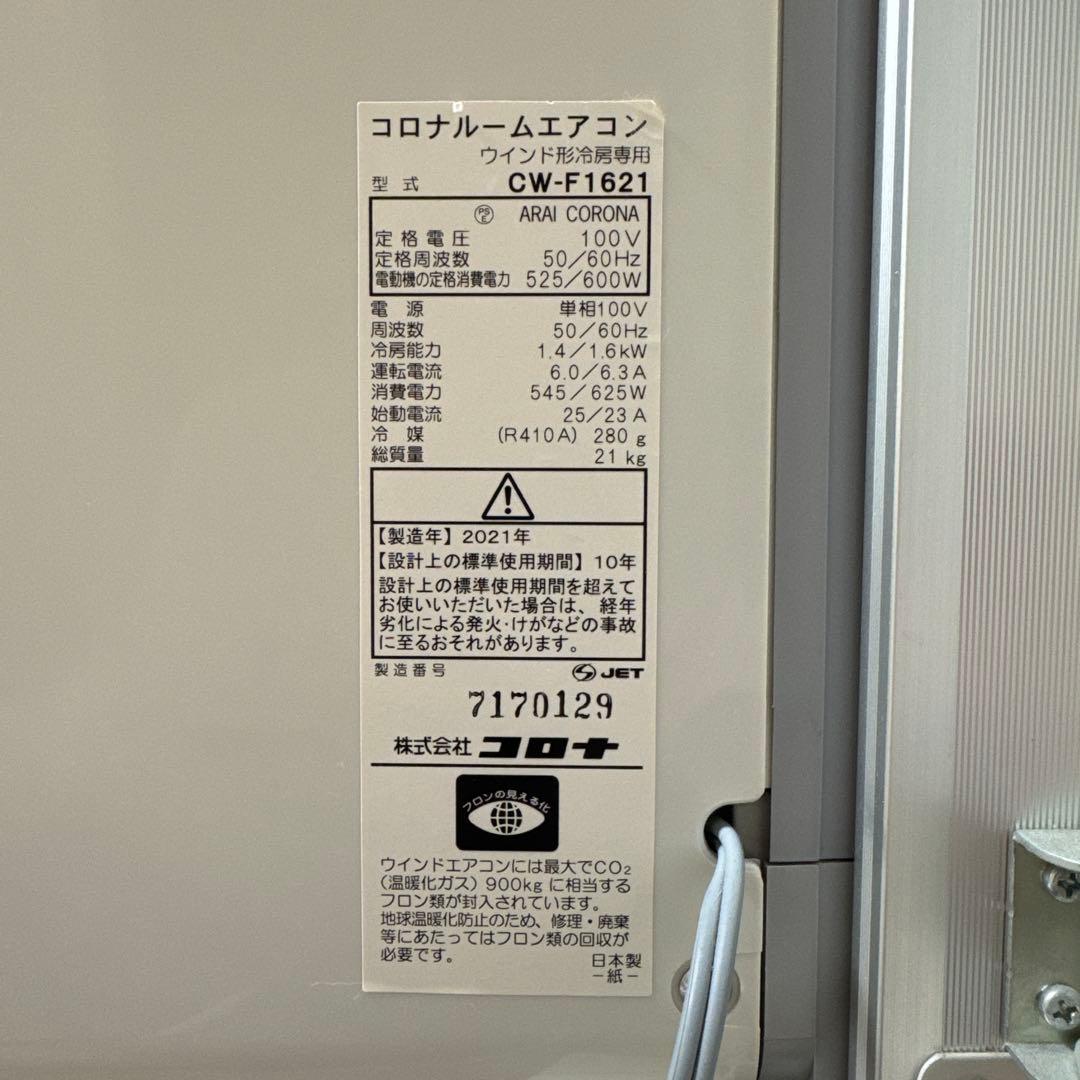 コロナルームエアコン
ウインド形冷房専用
型式 CW-F1621
PSE ARAI CORONA
定格電圧 100V
定格周波数 50/60Hz
電動機の定格消費電力 525/600W
電源 単相100V
周波数 50/60Hz
冷房能力 1.4/1.6kW
運転電流 6.0/6.3A
消費電力 545/625W
始動電流 25/23A
冷媒 (R410A) 280g
総質量 21kg
【製造年】2021年
【設計上の標準使用期間】10年
設計上の標準使用期間を超えて
お使いいただいた場合は、経年
劣化による発火・けがなどの事故
に至るおそれがあります。
製造番号 JET
7170129
株式会社 コロナ
フロンの見える化
ウインドエアコンには最大でCO₂
(温暖化ガス)900kgに相当する
フロン類が封入されています。
地球温暖化防止のため、修理・廃棄
等にあたってはフロン類の回収が
必要です。
日本製
-紙-